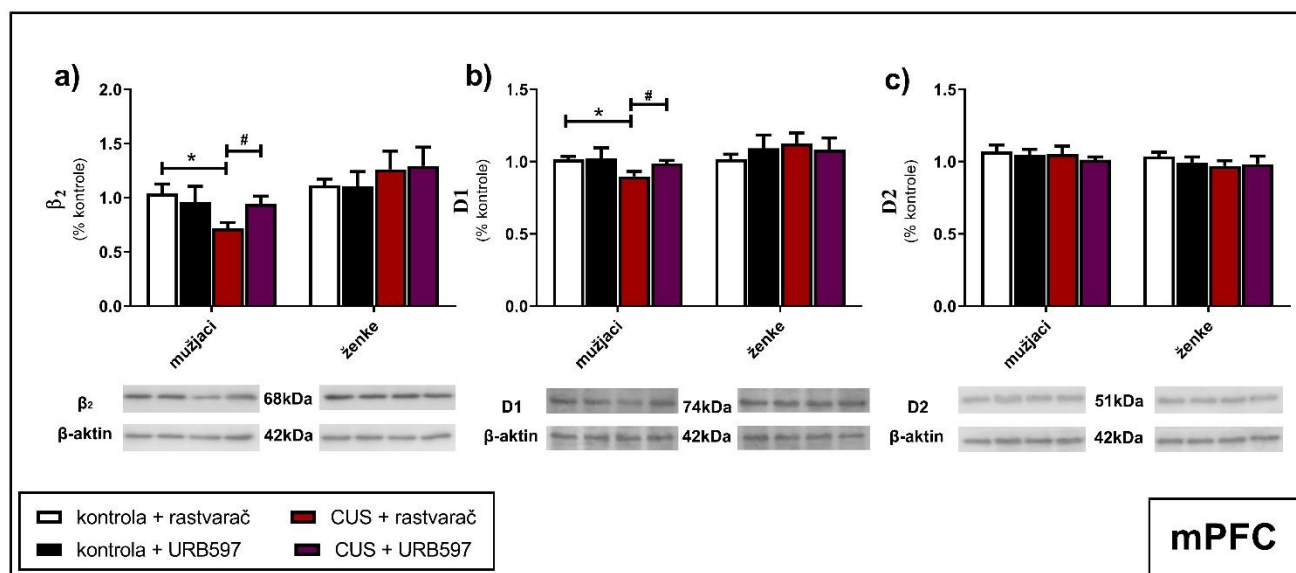 a)
β₂
(% kontrole)
2.0
1.5
1.0
0.5
0.0
*
#
mužjaci
ženke
β₂
68kDa
β-aktin
42kDa
b)
D1
(% kontrole)
1.5
1.0
0.5
0.0
*
#
mužjaci
ženke
D1
74kDa
β-aktin
42kDa
c)
D2
(% kontrole)
1.5
1.0
0.5
0.0
mužjaci
ženke
D2
51kDa
β-aktin
42kDa
kontrola + rastvarač
CUS + rastvarač
kontrola + URB597
CUS + URB597
mPFC